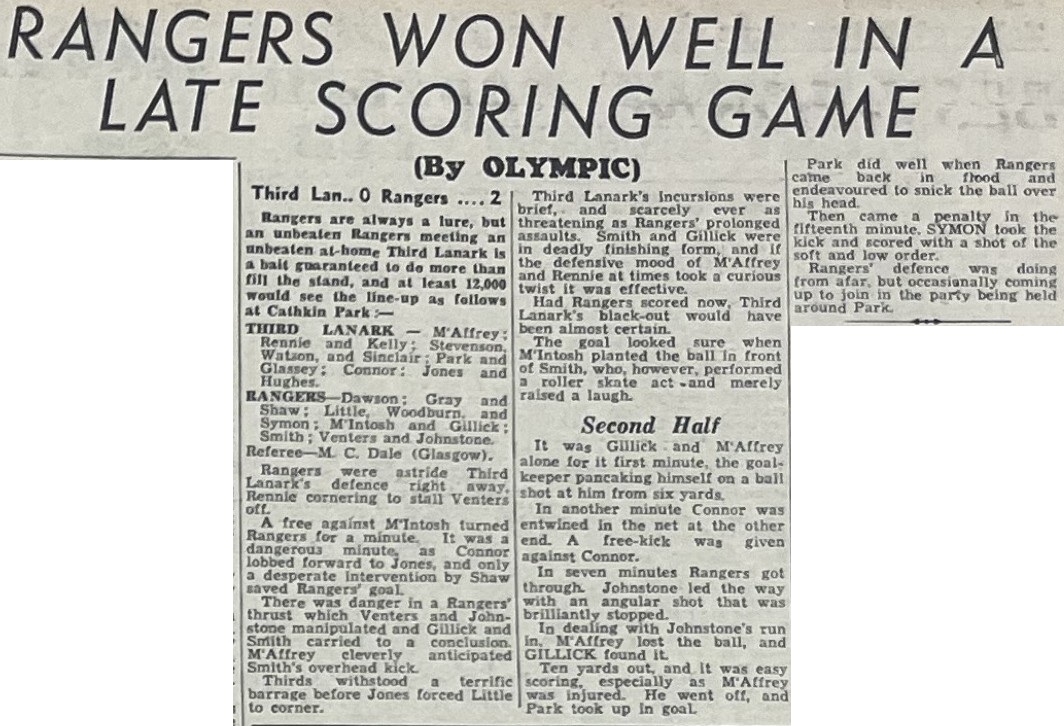 RANGERS WON WELL IN A
LATE SCORING GAME
(By OLYMPIC)
Third Lan.. 0 Rangers .... 2
Rangers are always a lure, but
an unbeaten Rangers meeting an
unbeaten at-home Third Lanark is
a bait guaranteed to do more than
fill the stand, and at least 12,000
would see the line-up as follows
at Cathkin Park :—
THIRD LANARK — M'Affrey;
Rennie and Kelly; Stevenson,
Watson, and Sinclair; Park and
Glassey; Connor; Jones and
Hughes.
RANGERS—Dawson; Gray and
Shaw; Little, Woodburn, and
Symon; M'Intosh and Gillick;
Smith; Venters and Johnstone.
Referee—M. C. Dale (Glasgow).
Rangers were astride Third
Lanark's defence right away,
Rennie cornering to stall Venters
off.
A free against M'Intosh turned
Rangers for a minute. It was a
dangerous minute, as Connor
lobbed forward to Jones, and only
a desperate intervention by Shaw
saved Rangers' goal.
There was danger in a Rangers'
thrust which Venters and John-
stone manipulated and Gillick and
Smith carried to a conclusion.
M'Affrey cleverly anticipated
Smith's overhead kick.
Thirds withstood a terrific
barrage before Jones forced Little
to corner.
Third Lanark's incursions were
brief, and scarcely ever as
threatening as Rangers' prolonged
assaults. Smith and Gillick were
in deadly finishing form, and if
the defensive mood of M'Affrey
and Rennie at times took a curious
twist it was effective.
Had Rangers scored now, Third
Lanark's black-out would have
been almost certain.
The goal looked sure when
M'Intosh planted the ball in front
of Smith, who, however, performed
a roller skate act and merely
raised a laugh.
Second Half
It was Gillick and M'Affrey
alone for it first minute, the goal-
keeper pancaking himself on a ball
shot at him from six yards.
In another minute Connor was
entwined in the net at the other
end. A free-kick was given
against Connor.
In seven minutes Rangers got
through. Johnstone led the way
with an angular shot that was
brilliantly stopped.
In dealing with Johnstone's run
in, M'Affrey lost the ball, and
GILLICK found it.
Ten yards out, and it was easy
scoring, especially as M'Affrey
was injured. He went off, and
Park took up in goal.
Park did well when Rangers
came back in flood and
endeavoured to snick the ball over
his head.
Then came a penalty in the
fifteenth minute. SYMON took the
kick and scored with a shot of the
soft and low order.
Rangers' defence was doing
from afar, but occasionally coming
up to join in the party being held
around Park.